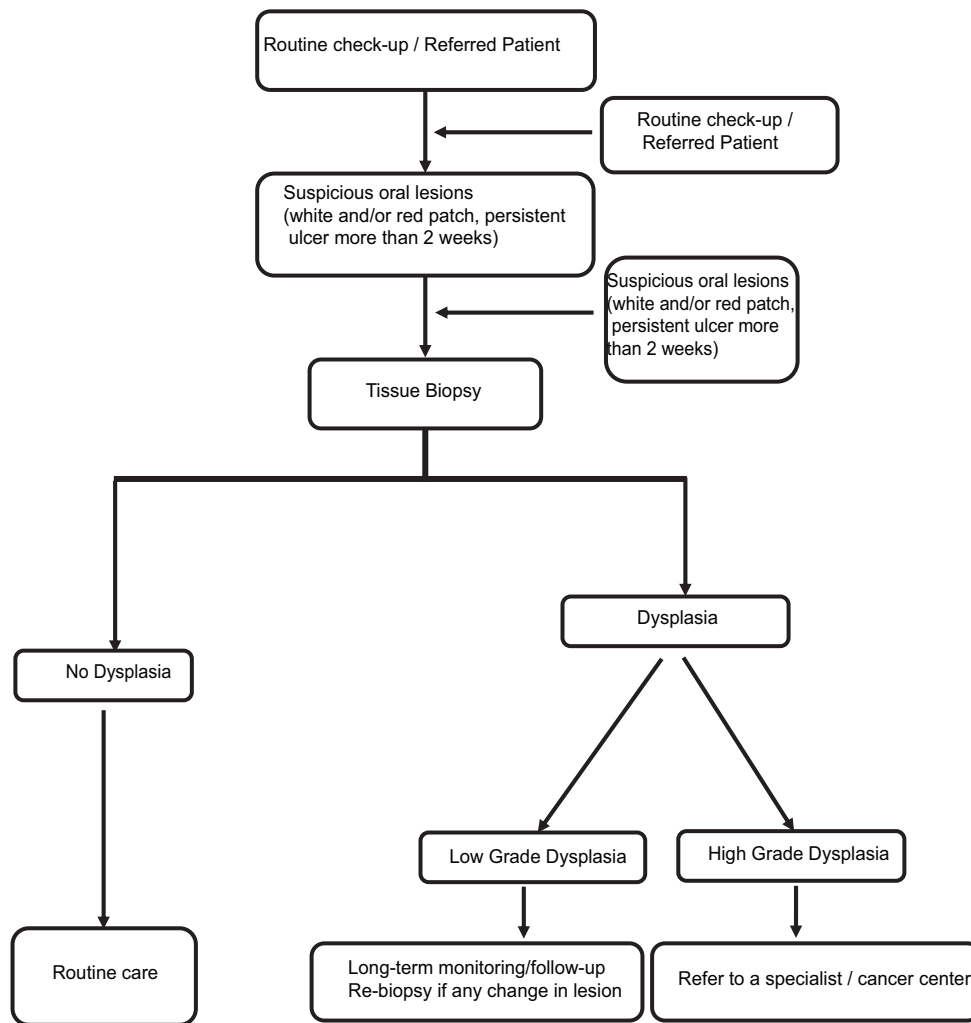 Routine check-up / Referred Patient
Routine check-up /
Referred Patient
Suspicious oral lesions
(white and/or red patch, persistent
ulcer more than 2 weeks)
Suspicious oral lesions
(white and/or red patch,
persistent ulcer more
than 2 weeks)
Tissue Biopsy
Dysplasia
No Dysplasia
Low Grade Dysplasia
High Grade Dysplasia
Routine care
Long-term monitoring/follow-up
Re-biopsy if any change in lesion
Refer to a specialist / cancer center